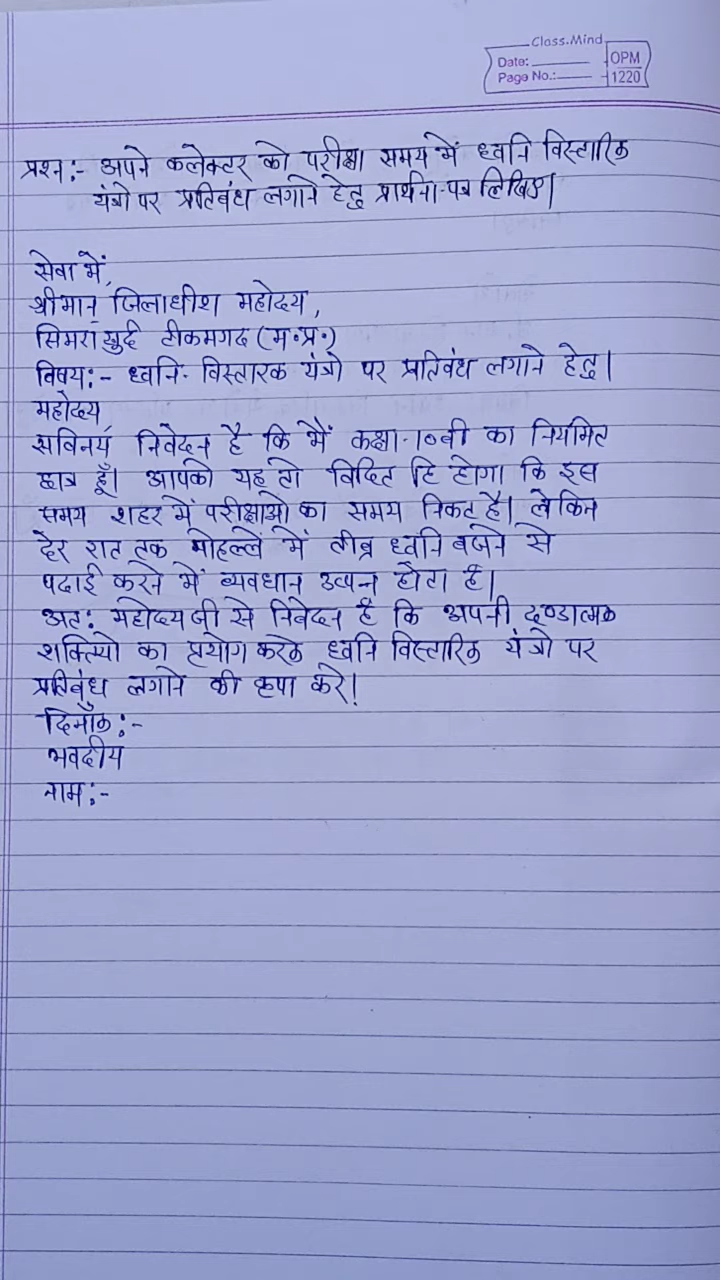 Class.Mind
Date: OPM
Page No.: 1220
प्रश्न:- अपने कलेक्टर को परीक्षा समय में ध्वनि विस्तारित
यंत्रो पर प्रतिबंध लगाने हेतु प्रार्थना-पत्र लिखिए।
सेवा में,
श्रीमान् जिलाधीश महोदय,
सिमरा खुर्द टीकमगढ (म॰प्र॰)
विषय:- ध्वनि- विस्तारक यंत्रो पर प्रतिबंध लगाने हेतु।
महोदय,
सविनय निवेदन है कि मैं कक्षा-10वी का नियमित
छात्र हूँ। आपको यह तो विदित हि होगा कि इस
समय शहर में परीक्षाओ का समय निकट है। लेकिन
देर रात तक मोहल्ले में तीव्र ध्वनि बजने से
पढाई करने में व्यवधान उत्पन होता है।
अत: महोदय जी से निवेदन है कि अपनी दण्डात्मक
शक्तियो का प्रयोग करके ध्वनि विस्तारित यंत्रो पर
प्रतिबंध लगाने की कृपा करे।
दिनाँक:-
भवदीय
नाम:-